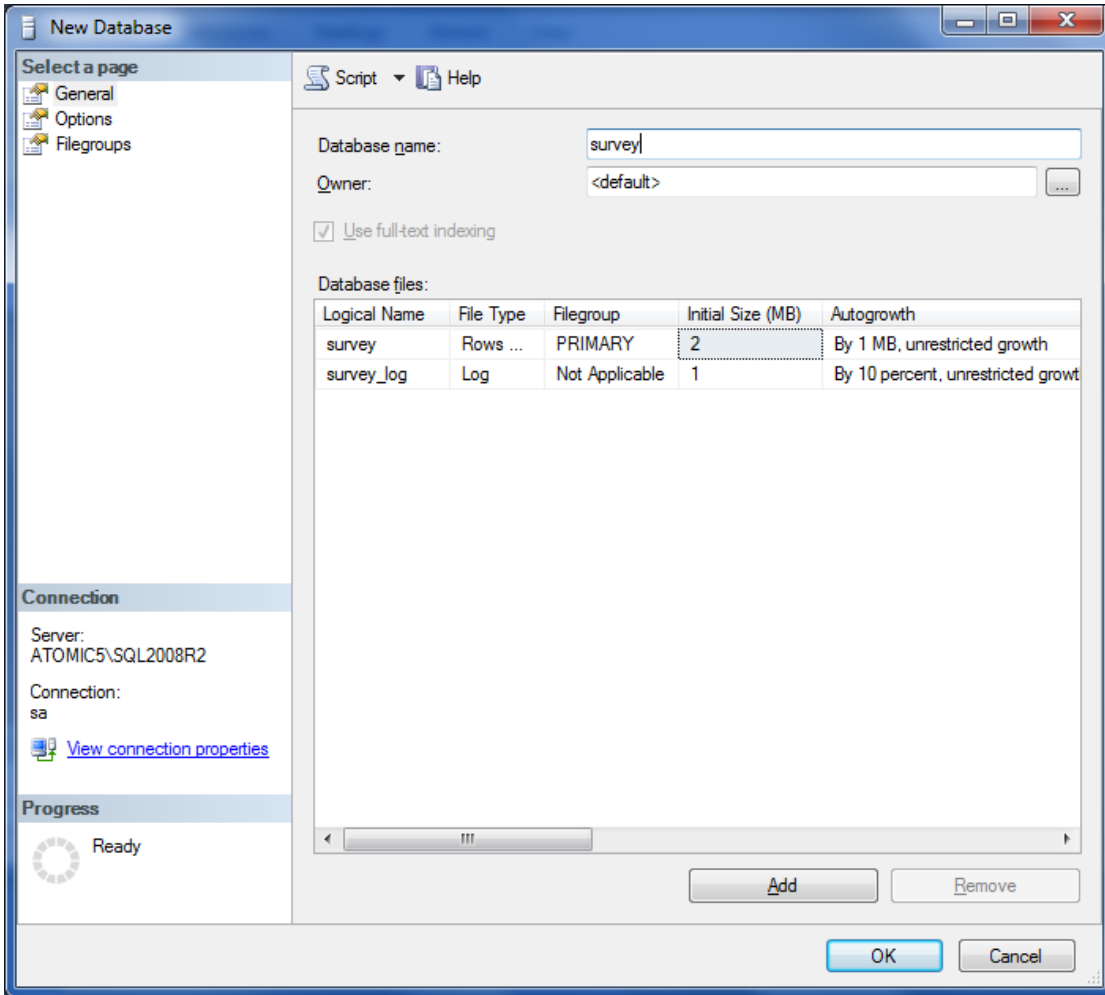 New Database
Select a page
General
Options
Filegroups
Script
Help
Database name:
survey
Owner:
<default>
...
Use full-text indexing
Database files:
Logical Name File Type Filegroup Initial Size (MB) Autogrowth
survey Rows ... PRIMARY 2 By 1 MB, unrestricted growth
survey_log Log Not Applicable 1 By 10 percent, unrestricted growt
Connection
Server:
ATOMIC5\SQL2008R2
Connection:
sa
View connection properties
Progress
Ready
Add
Remove
OK
Cancel